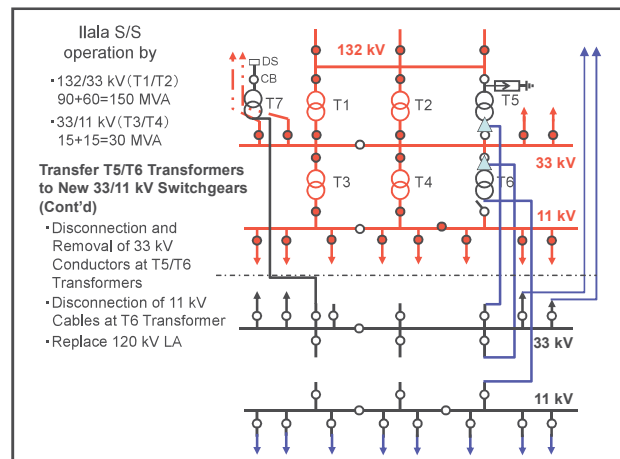 Ilala S/S
operation by
• 132/33 kV(T1/T2)
90+60=150 MVA
• 33/11 kV(T3/T4)
15+15=30 MVA
Transfer T5/T6 Transformers
to New 33/11 kV Switchgears
(Cont'd)
• Disconnection and
Removal of 33 kV
Conductors at T5/T6
Transformers
• Disconnection of 11 kV
Cables at T6 Transformer
• Replace 120 kV LA
DS
CB
T7
132 kV
T1
T2
T5
33 kV
T3
T4
T6
11 kV
33 kV
11 kV